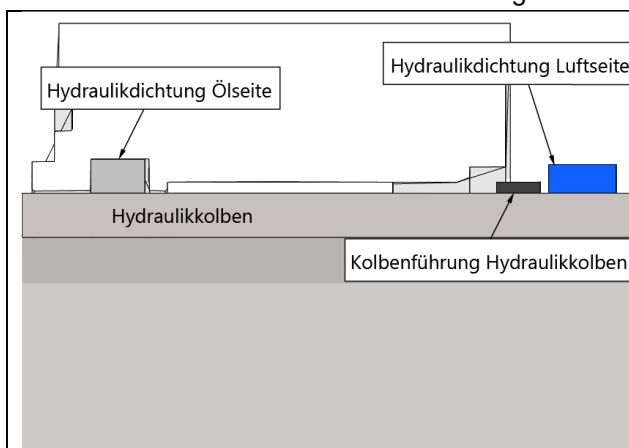 Hydraulikdichtung Luftseite
Hydraulikdichtung Ölseite
Hydraulikkolben
Kolbenführung Hydraulikkolben